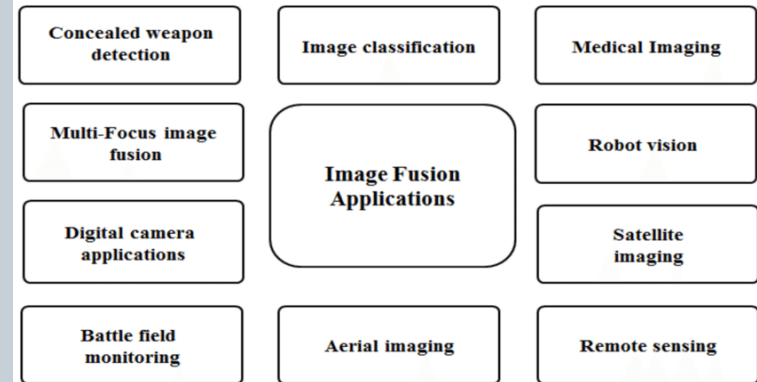 Concealed weapon
detection
Image classification
Medical Imaging
Multi-Focus image
fusion
Image Fusion
Applications
Robot vision
Digital camera
applications
Satellite
imaging
Battle field
monitoring
Aerial imaging
Remote sensing